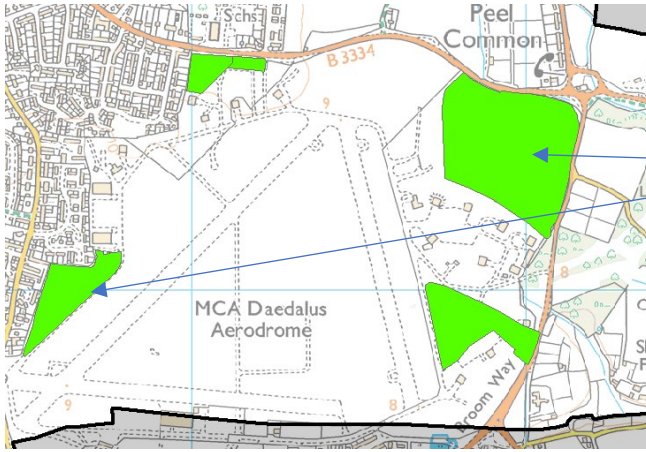 Schs
Peel
Common
B 3334
9
8
MCA Daedalus
Aerodrome
9
8
Broom Way